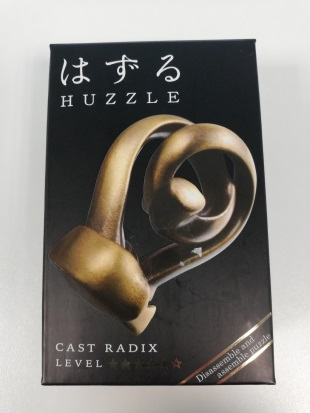 はずる
HUZZLE
CAST RADIX
LEVEL
Disassemble and
assemble puzzle